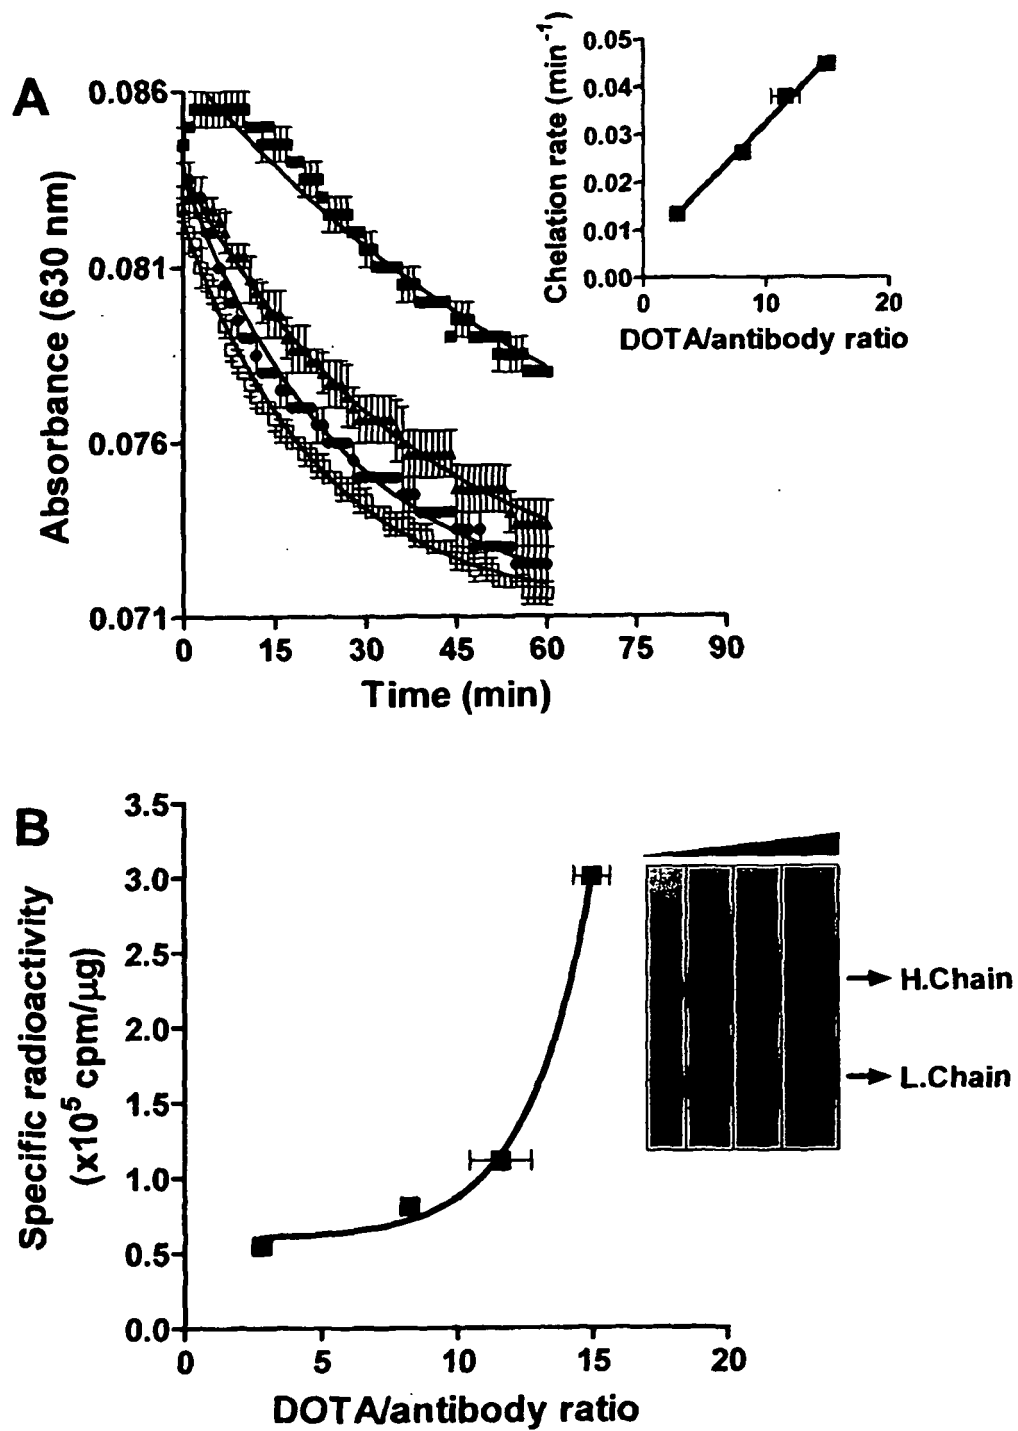 A
0.086
0.081
0.076
0.071
Absorbance (630 nm)
0 15 30 45 60 75 90
Time (min)
0.05
0.04
0.03
0.02
0.01
0.00
Chelation rate (min⁻¹)
0 10 20
DOTA/antibody ratio
B
3.5
3.0
2.5
2.0
1.5
1.0
0.5
0.0
Specific radioactivity
(x10⁵ cpm/μg)
0 5 10 15 20
DOTA/antibody ratio
H.Chain
L.Chain